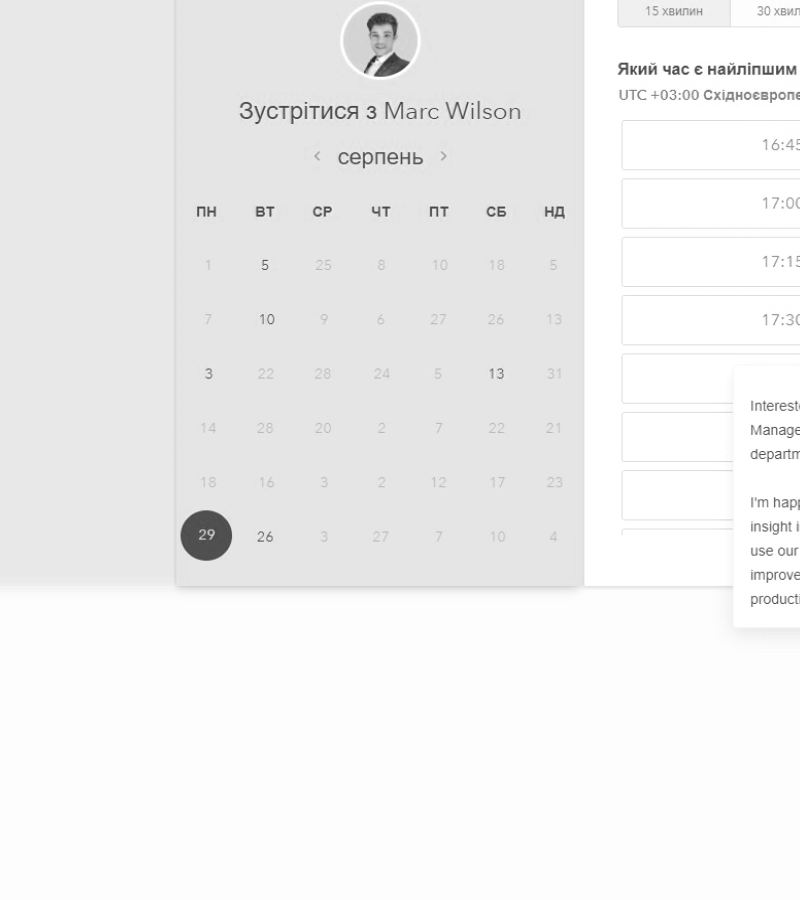 Зустрітися з Marc Wilson
серпень
ПН ВТ СР ЧТ ПТ СБ НД
1 5 25 8 10 18 5
7 10 9 6 27 26 13
3 22 28 24 5 13 31
14 28 20 2 7 22 21
18 16 3 2 12 17 23
29 26 3 27 7 10 4
15 хвилин
30 хвил
Який час є найліпшим
UTC +03:00 Східноєвропе
16:45
17:00
17:15
17:30
Intereste
Manage
departm
I'm happ
insight i
use our
improve
producti